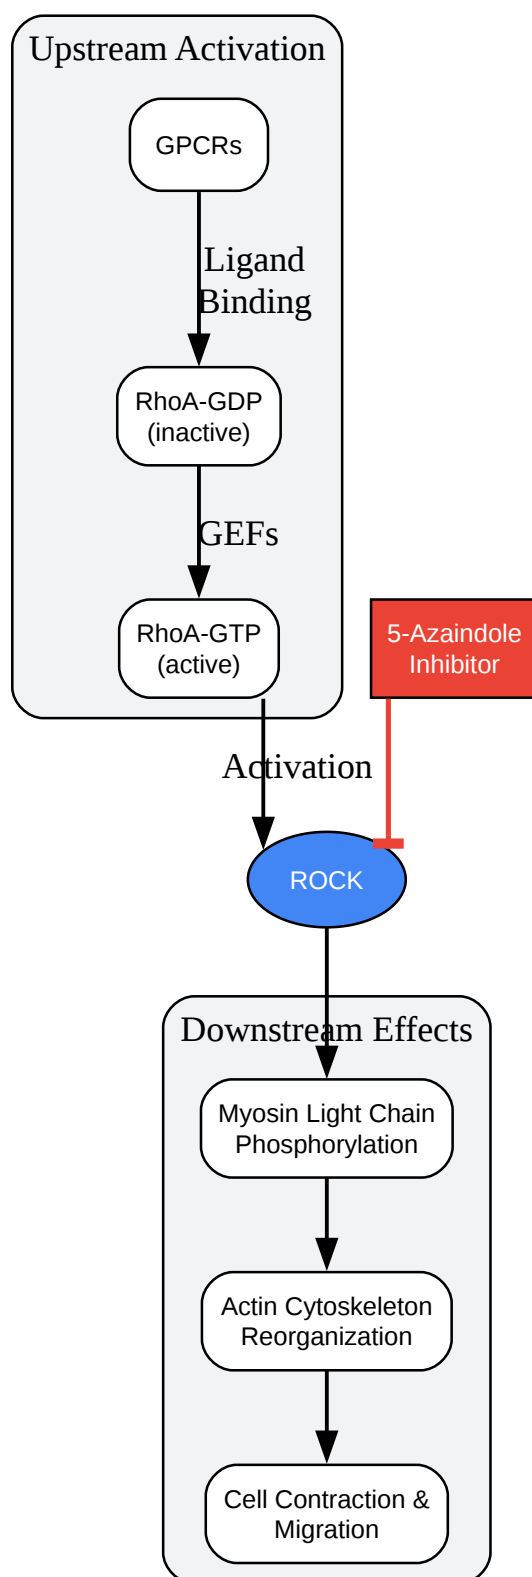 Upstream Activation
GPCRs
Ligand
Binding
RhoA-GDP
(inactive)
GEFs
RhoA-GTP
(active)
5-Azaindole
Inhibitor
Activation
ROCK
Downstream Effects
Myosin Light Chain
Phosphorylation
Actin Cytoskeleton
Reorganization
Cell Contraction &
Migration